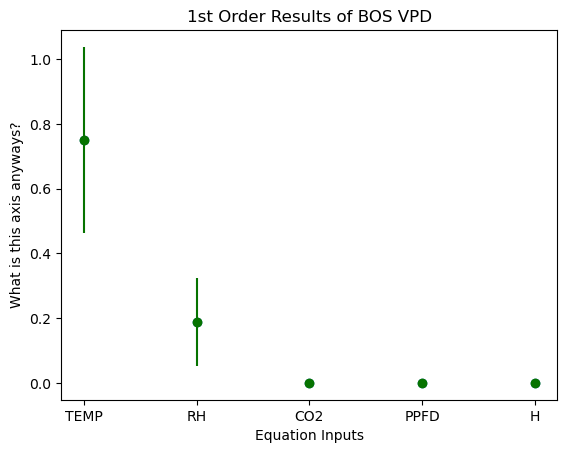 1st Order Results of BOS VPD
What is this axis anyways?
1.0
0.8
0.6
0.4
0.2
0.0
TEMP RH CO2 PPFD H
Equation Inputs